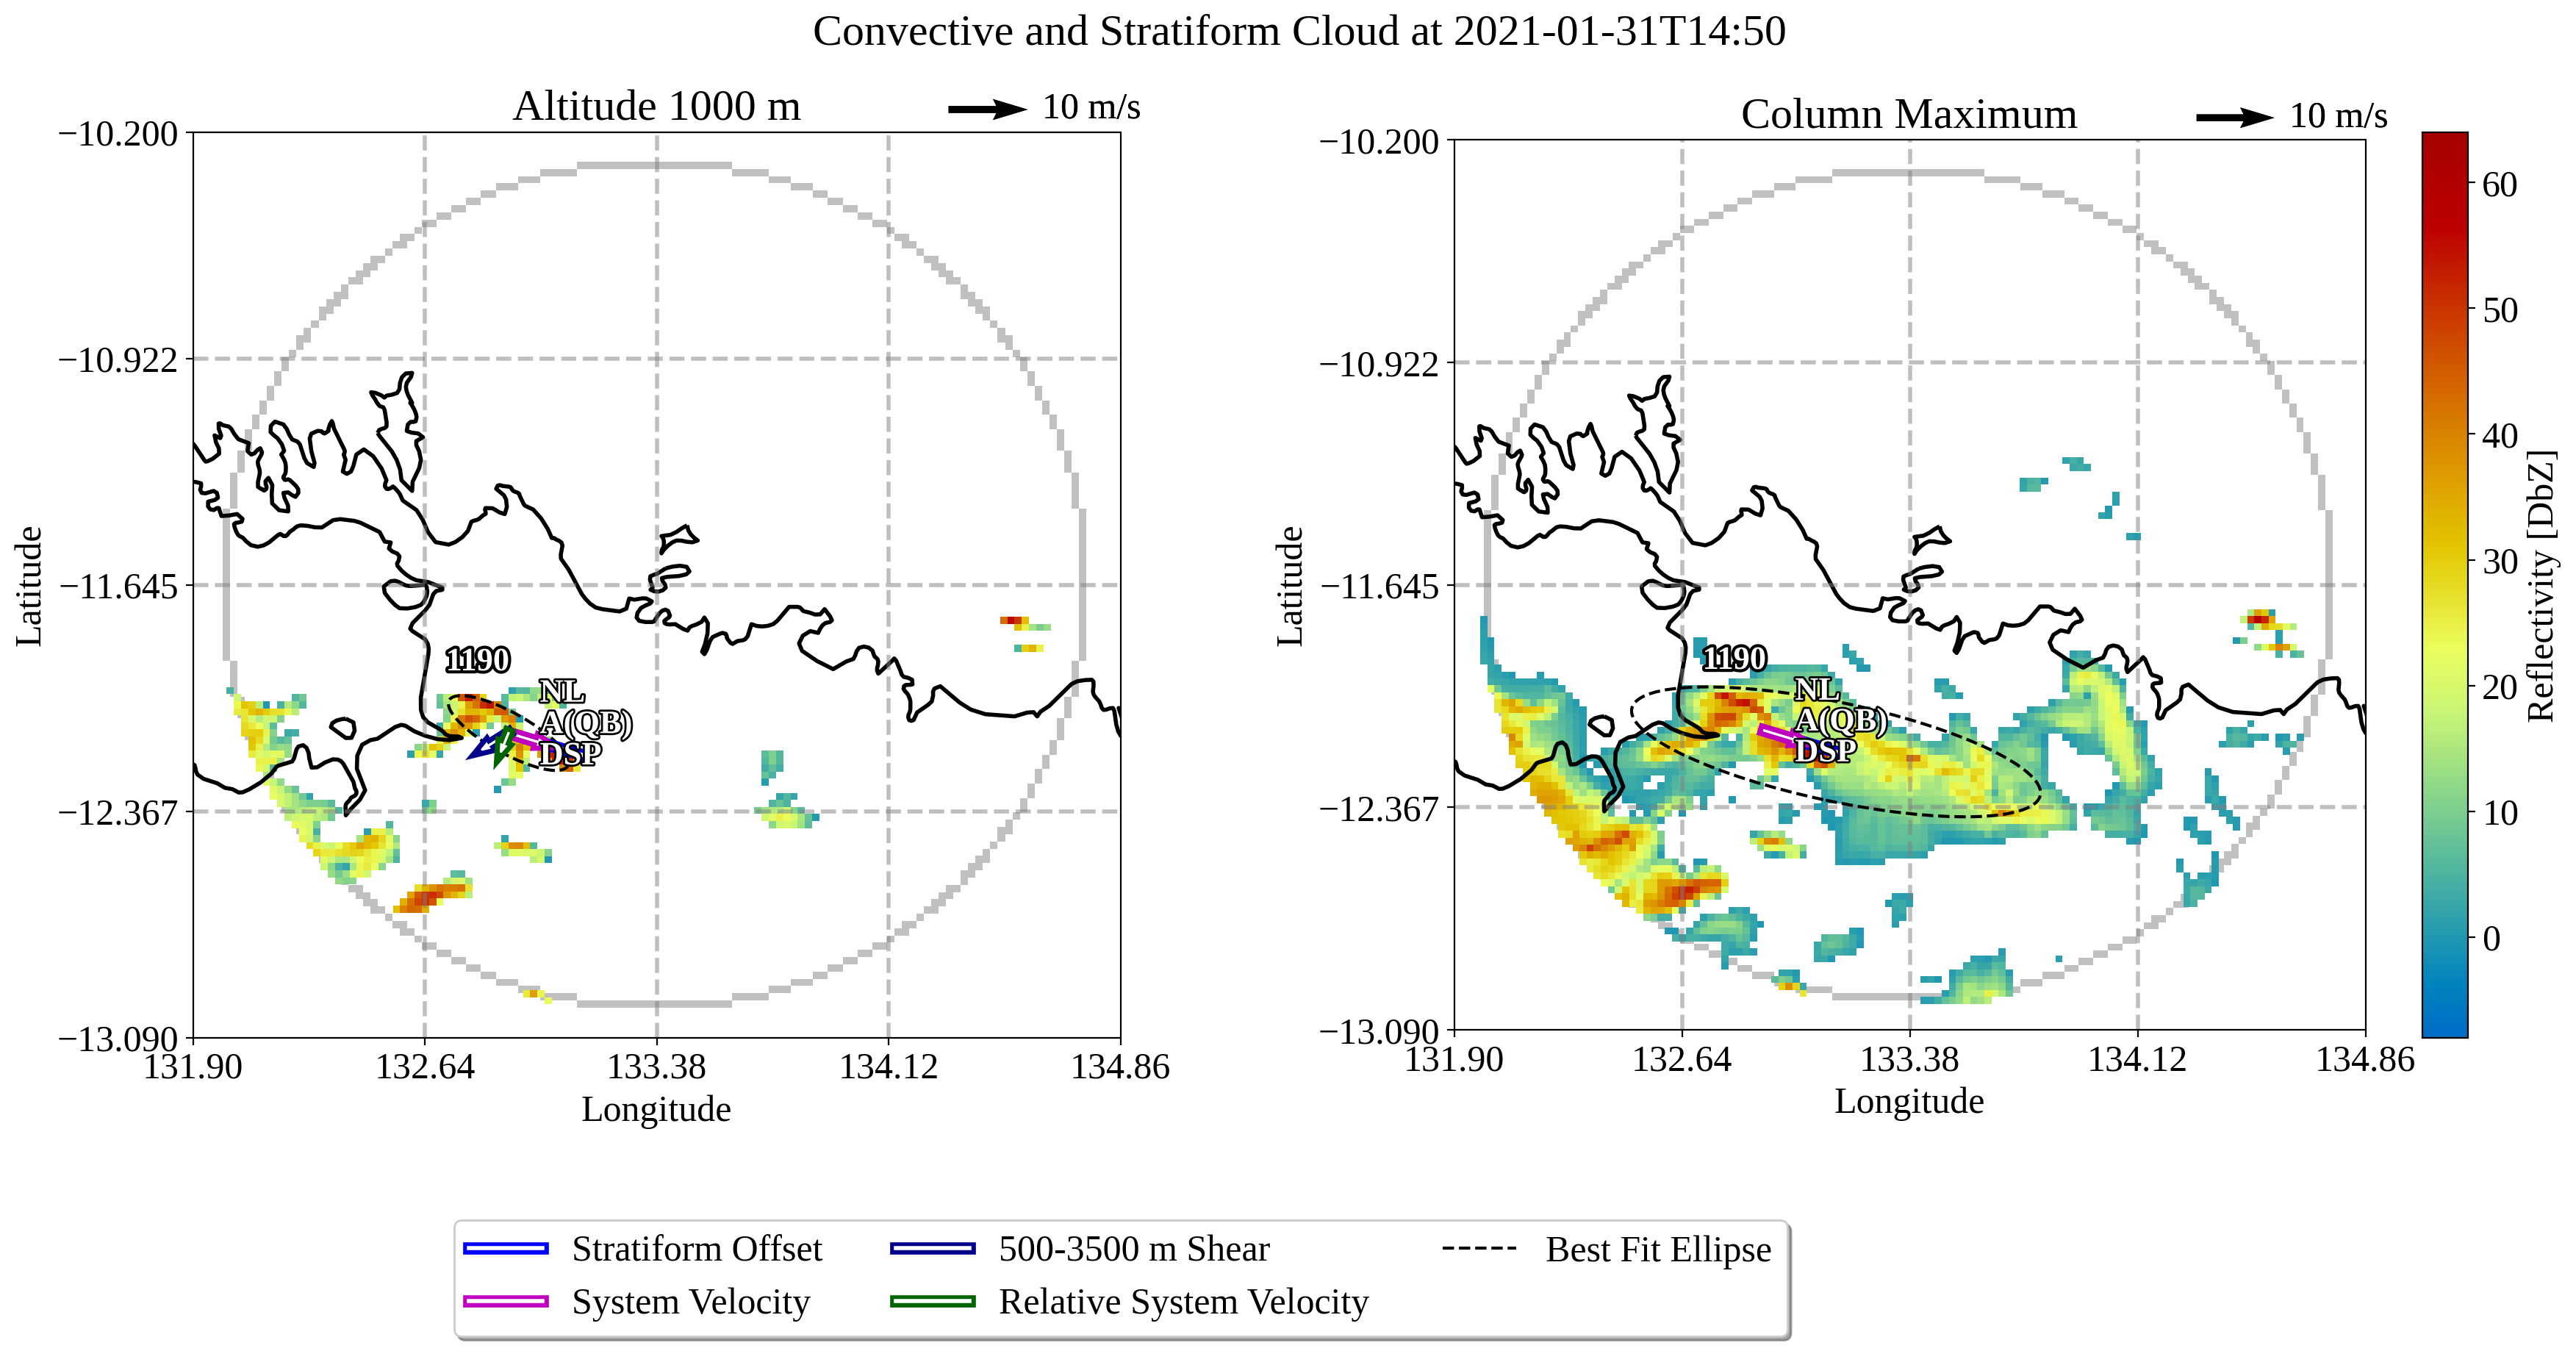 Convective and Stratiform Cloud at 2021-01-31T14:50
Altitude 1000 m
10 m/s
−10.200
−10.922
−11.645
−12.367
−13.090
Latitude
131.90
132.64
133.38
134.12
134.86
Longitude
1190
NL
A(QB)
DSP
Column Maximum
10 m/s
−10.200
−10.922
−11.645
−12.367
−13.090
Latitude
131.90
132.64
133.38
134.12
134.86
Longitude
1190
NL
A(QB)
DSP
60
50
40
30
20
10
0
Reflectivity [DbZ]
Stratiform Offset
System Velocity
500-3500 m Shear
Relative System Velocity
Best Fit Ellipse